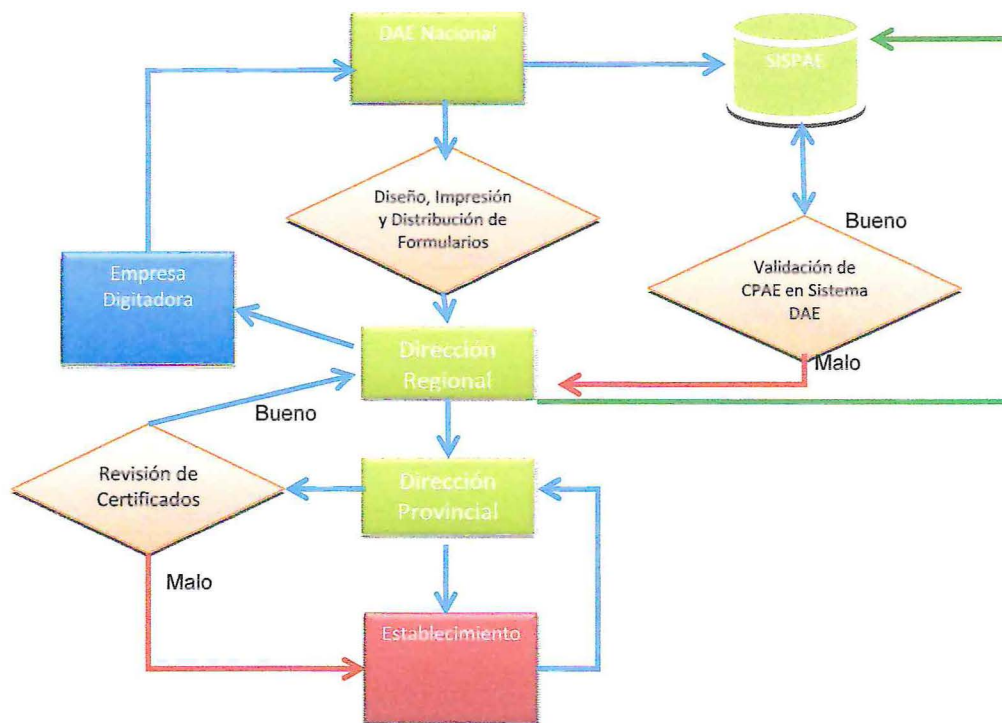 DAE Nacional
SISPAE
Diseño, Impresión
y Distribución de
Formularios
Bueno
Empresa
Digitadora
Validación de
CPAE en Sistema
DAE
Dirección
Regional
Malo
Bueno
Revisión de
Certificados
Dirección
Provincial
Malo
Establecimiento